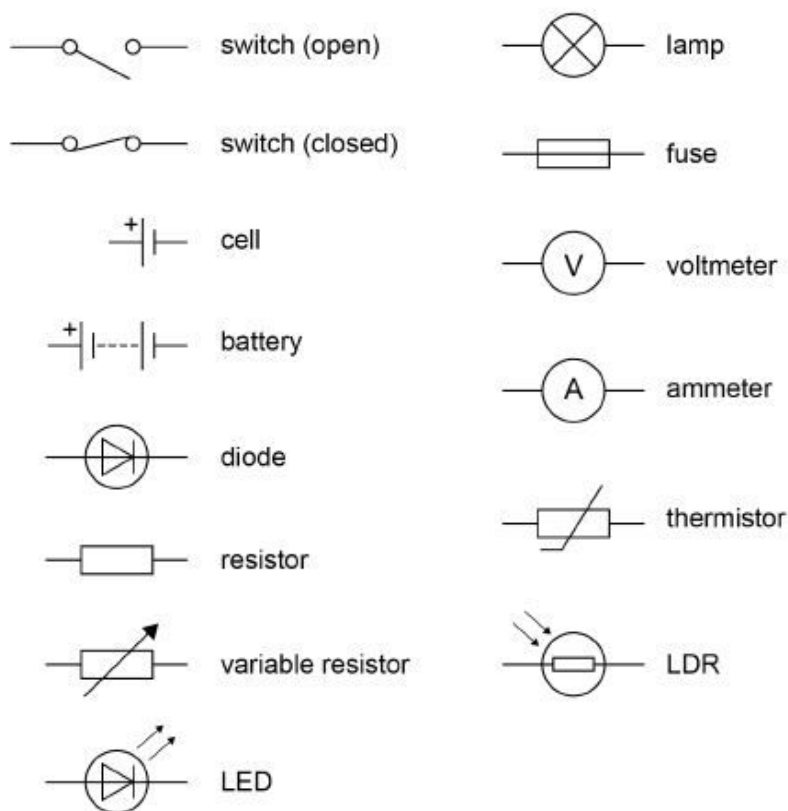 switch (open)
switch (closed)
+
cell
+
battery
diode
resistor
variable resistor
LED
lamp
fuse
V
voltmeter
A
ammeter
thermistor
LDR